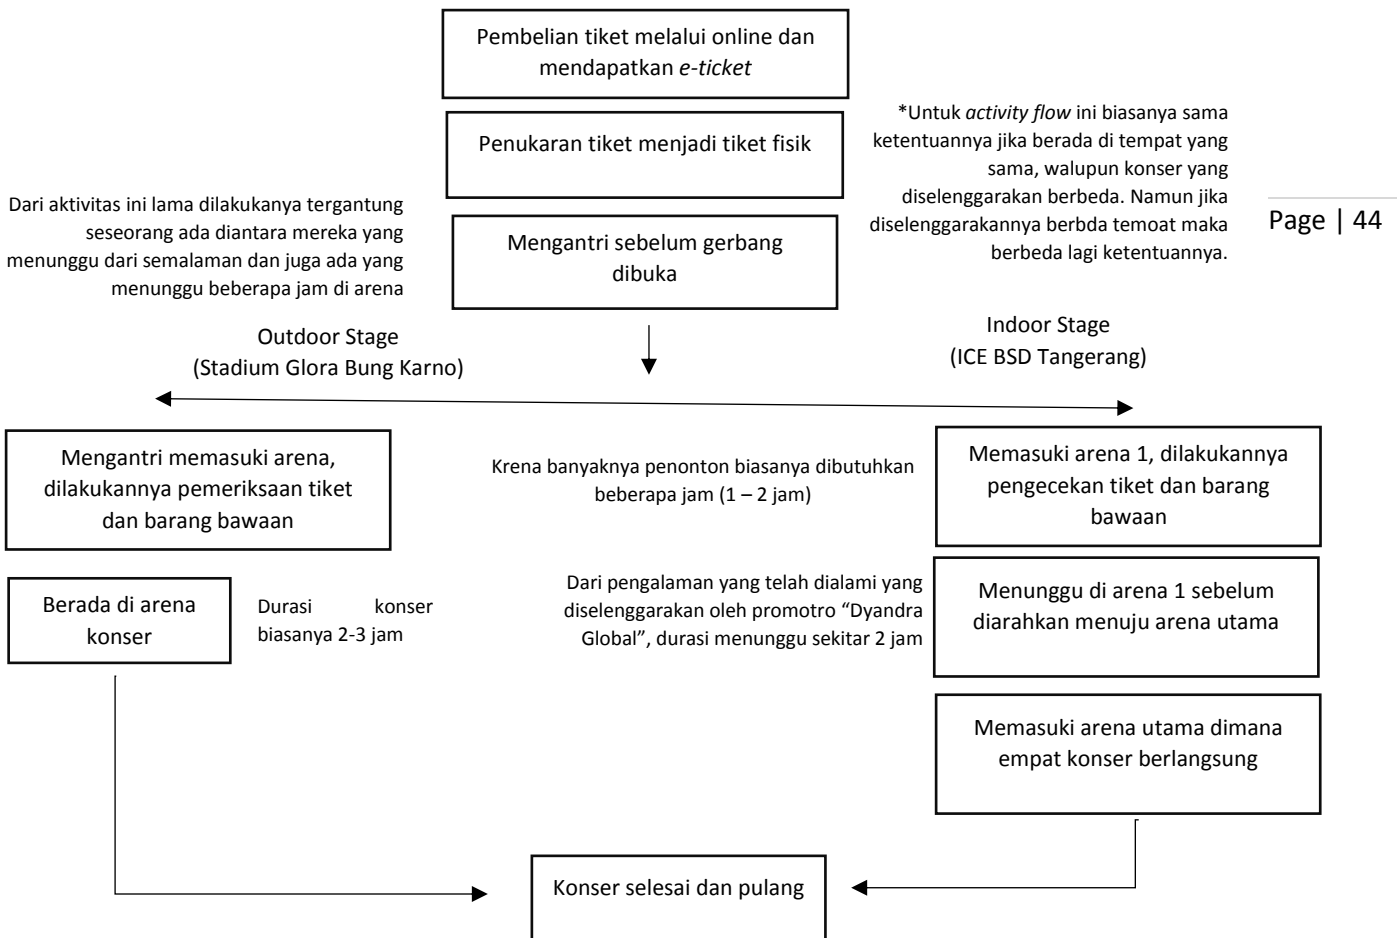 Pembelian tiket melalui online dan
mendapatkan e-ticket
Penukaran tiket menjadi tiket fisik
*Untuk activity flow ini biasanya sama
ketentuannya jika berada di tempat yang
sama, walupun konser yang
diselenggarakan berbeda. Namun jika
diselenggarakannya berbda temoat maka
berbeda lagi ketentuannya.
Page | 44
Dari aktivitas ini lama dilakukanya tergantung
seseorang ada diantara mereka yang
menunggu dari semalaman dan juga ada yang
menunggu beberapa jam di arena
Mengantri sebelum gerbang
dibuka
Outdoor Stage
(Stadium Glora Bung Karno)
Indoor Stage
(ICE BSD Tangerang)
Mengantri memasuki arena,
dilakukannya pemeriksaan tiket
dan barang bawaan
Krena banyaknya penonton biasanya dibutuhkan
beberapa jam (1 – 2 jam)
Memasuki arena 1, dilakukannya
pengecekan tiket dan barang
bawaan
Berada di arena
konser
Durasi konser
biasanya 2-3 jam
Dari pengalaman yang telah dialami yang
diselenggarakan oleh promotro “Dyandra
Global”, durasi menunggu sekitar 2 jam
Menunggu di arena 1 sebelum
diarahkan menuju arena utama
Memasuki arena utama dimana
empat konser berlangsung
Konser selesai dan pulang